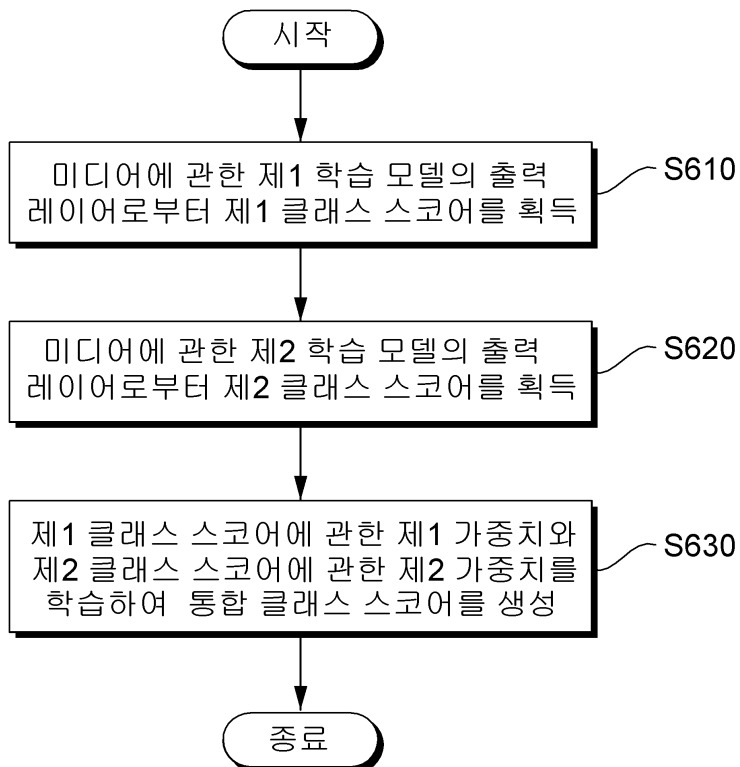 시작
미디어에 관한 제1 학습 모델의 출력
레이어로부터 제1 클래스 스코어를 획득
S610
미디어에 관한 제2 학습 모델의 출력
레이어로부터 제2 클래스 스코어를 획득
S620
제1 클래스 스코어에 관한 제1 가중치와
제2 클래스 스코어에 관한 제2 가중치를
학습하여 통합 클래스 스코어를 생성
S630
종료